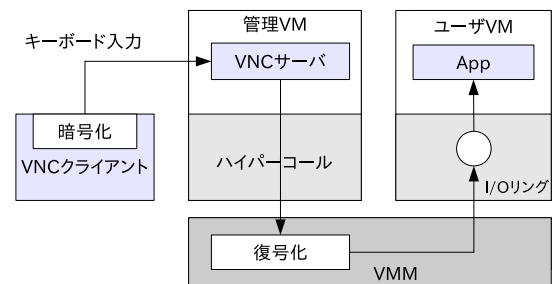 キーボード入力
管理VM
VNCサーバ
ユーザVM
App
暗号化
VNCクライアント
ハイパーコール
I/Oリング
復号化
VMM